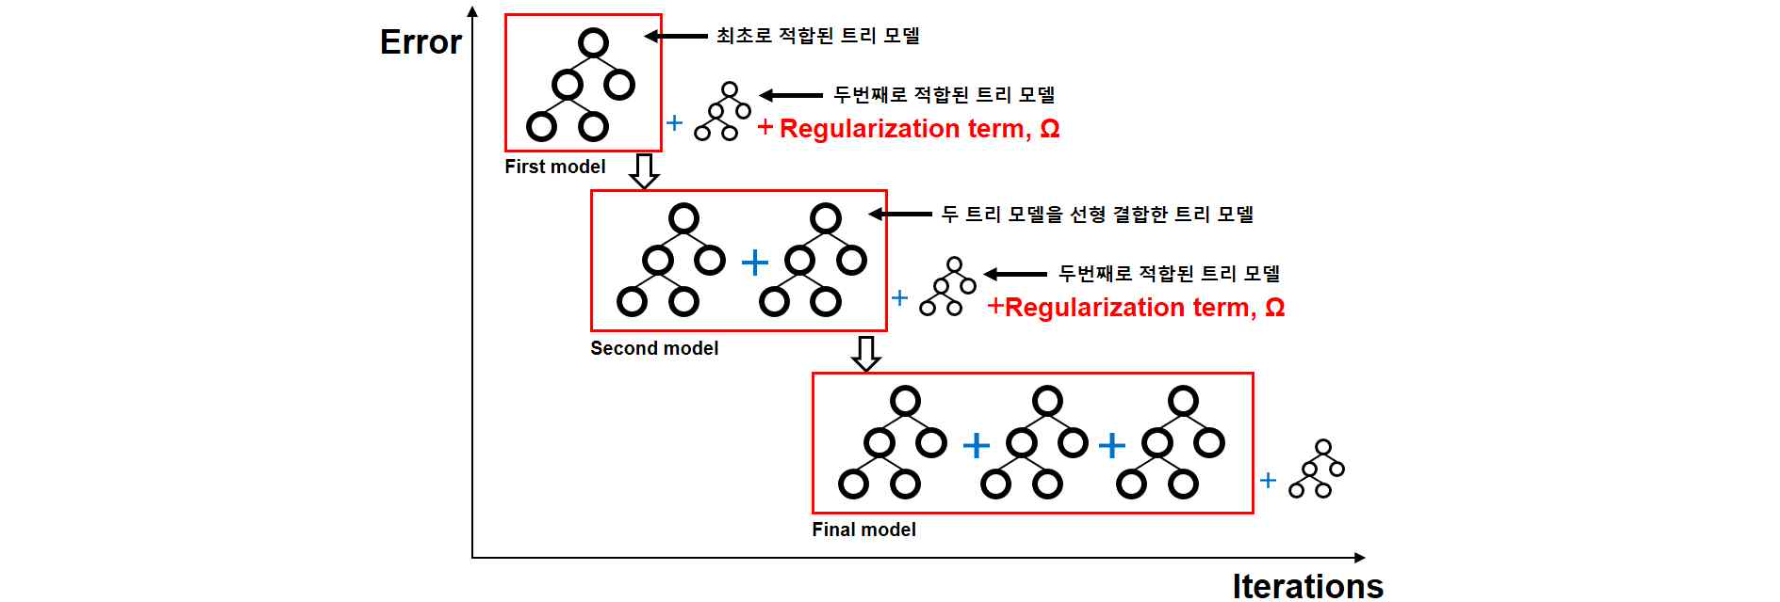 Error
최초로 적합된 트리 모델
두번째로 적합된 트리 모델
+ Regularization term, Ω
First model
두 트리 모델을 선형 결합한 트리 모델
두번째로 적합된 트리 모델
+Regularization term, Ω
Second model
Final model
Iterations